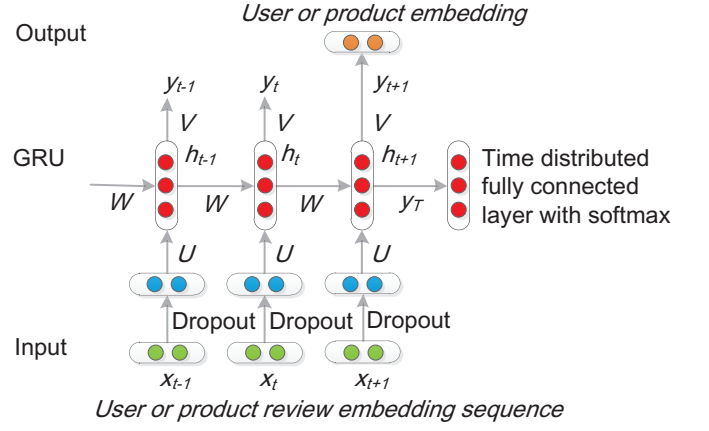 User or product embedding
Output
y_{t-1} y_t y_{t+1}
V V V
GRU h_{t-1} h_t h_{t+1} Time distributed
fully connected
W W W y_T layer with softmax
U U U
Dropout Dropout Dropout
Input
x_{t-1} x_t x_{t+1}
User or product review embedding sequence